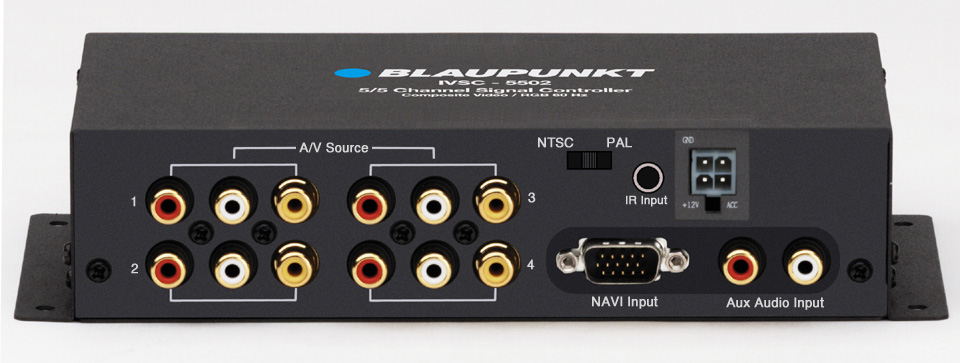 BLAUPUNKT
IVSC - 5502
5/5 Channel Signal Controller
Composite Video / RGB 60 Hz
A/V Source
NTSC PAL
GND
1
3
IR Input
+12V ACC
2
4
NAVI Input
Aux Audio Input